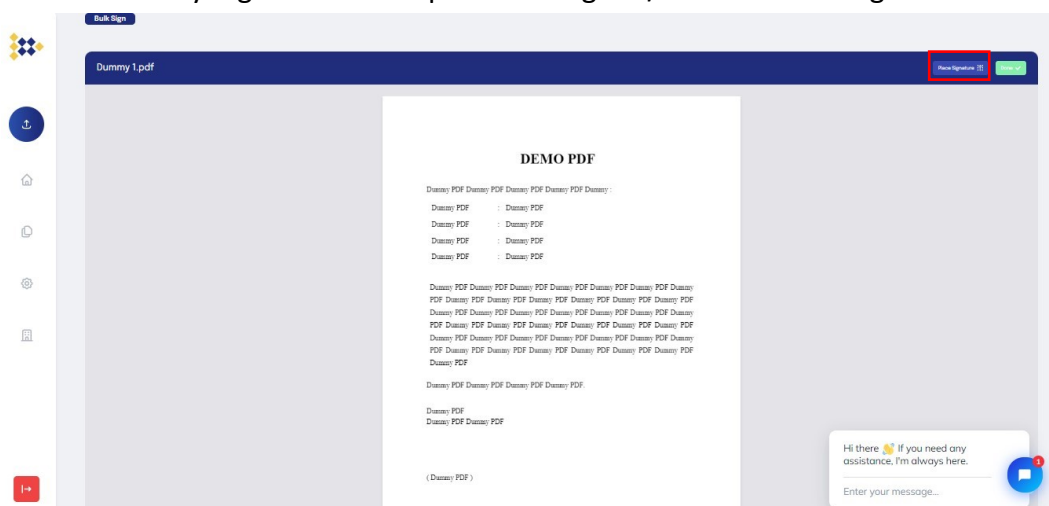 Bulk Sign
Dummy 1.pdf
Place Signature
DEMO PDF
Dummy PDF Dummy PDF Dummy PDF Dummy PDF Dummy :
Dummy PDF : Dummy PDF
Dummy PDF : Dummy PDF
Dummy PDF : Dummy PDF
Dummy PDF : Dummy PDF
Dummy PDF Dummy PDF Dummy PDF Dummy PDF Dummy PDF Dummy PDF Dummy
PDF Dummy PDF Dummy PDF Dummy PDF Dummy PDF Dummy PDF Dummy PDF
Dummy PDF Dummy PDF Dummy PDF Dummy PDF Dummy PDF Dummy PDF Dummy
PDF Dummy PDF Dummy PDF Dummy PDF Dummy PDF Dummy PDF Dummy PDF
Dummy PDF Dummy PDF Dummy PDF Dummy PDF Dummy PDF Dummy PDF Dummy
PDF Dummy PDF Dummy PDF Dummy PDF Dummy PDF Dummy PDF Dummy PDF
Dummy PDF
Dummy PDF Dummy PDF Dummy PDF Dummy PDF.
Dummy PDF
Dummy PDF Dummy PDF
( Dummy PDF )
Hi there 👋 If you need any
assistance, I'm always here.
1
Enter your message...